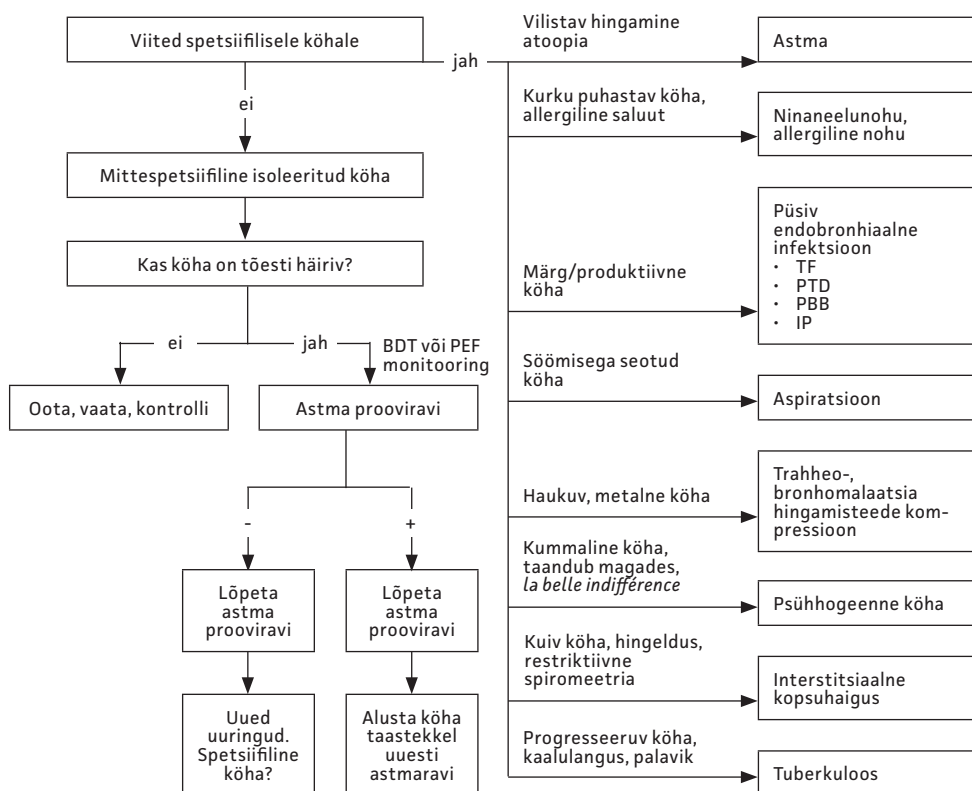 Viited spetsiifilisele köhale
jah
ei
Mittespetsiifiline isoleeritud köha
Kas köha on tõesti häiriv?
ei
jah
BDT või PEF
monitooring
Oota, vaata, kontrolli
Astma prooviravi
-
+
Lõpeta
astma
prooviravi
Lõpeta
astma
prooviravi
Uued
uuringud.
Spetsiifiline
köha?
Alusta köha
taastekkel
uuesti
astmaravi
Vilistav hingamine
atoopia
Astma
Kurku puhastav köha,
allergiline saluut
Ninaneelunohu,
allergiline nohu
Märg/produktiivne
köha
Püsiv
endobronhiaalne
infektsioon
• TF
• PTD
• PBB
• IP
Söömisega seotud
köha
Aspiratsioon
Haukuv, metalne köha
Trahheo-,
bronhomalaatsia
hingamisteede kom-
pressioon
Kummaline köha,
taandub magades,
la belle indifférence
Psühhogeenne köha
Kuiv köha, hingeldus,
restriktiivne
spiromeetria
Interstitsiaalne
kopsuhaigus
Progresseeruv köha,
kaalulangus, palavik
Tuberkuloos